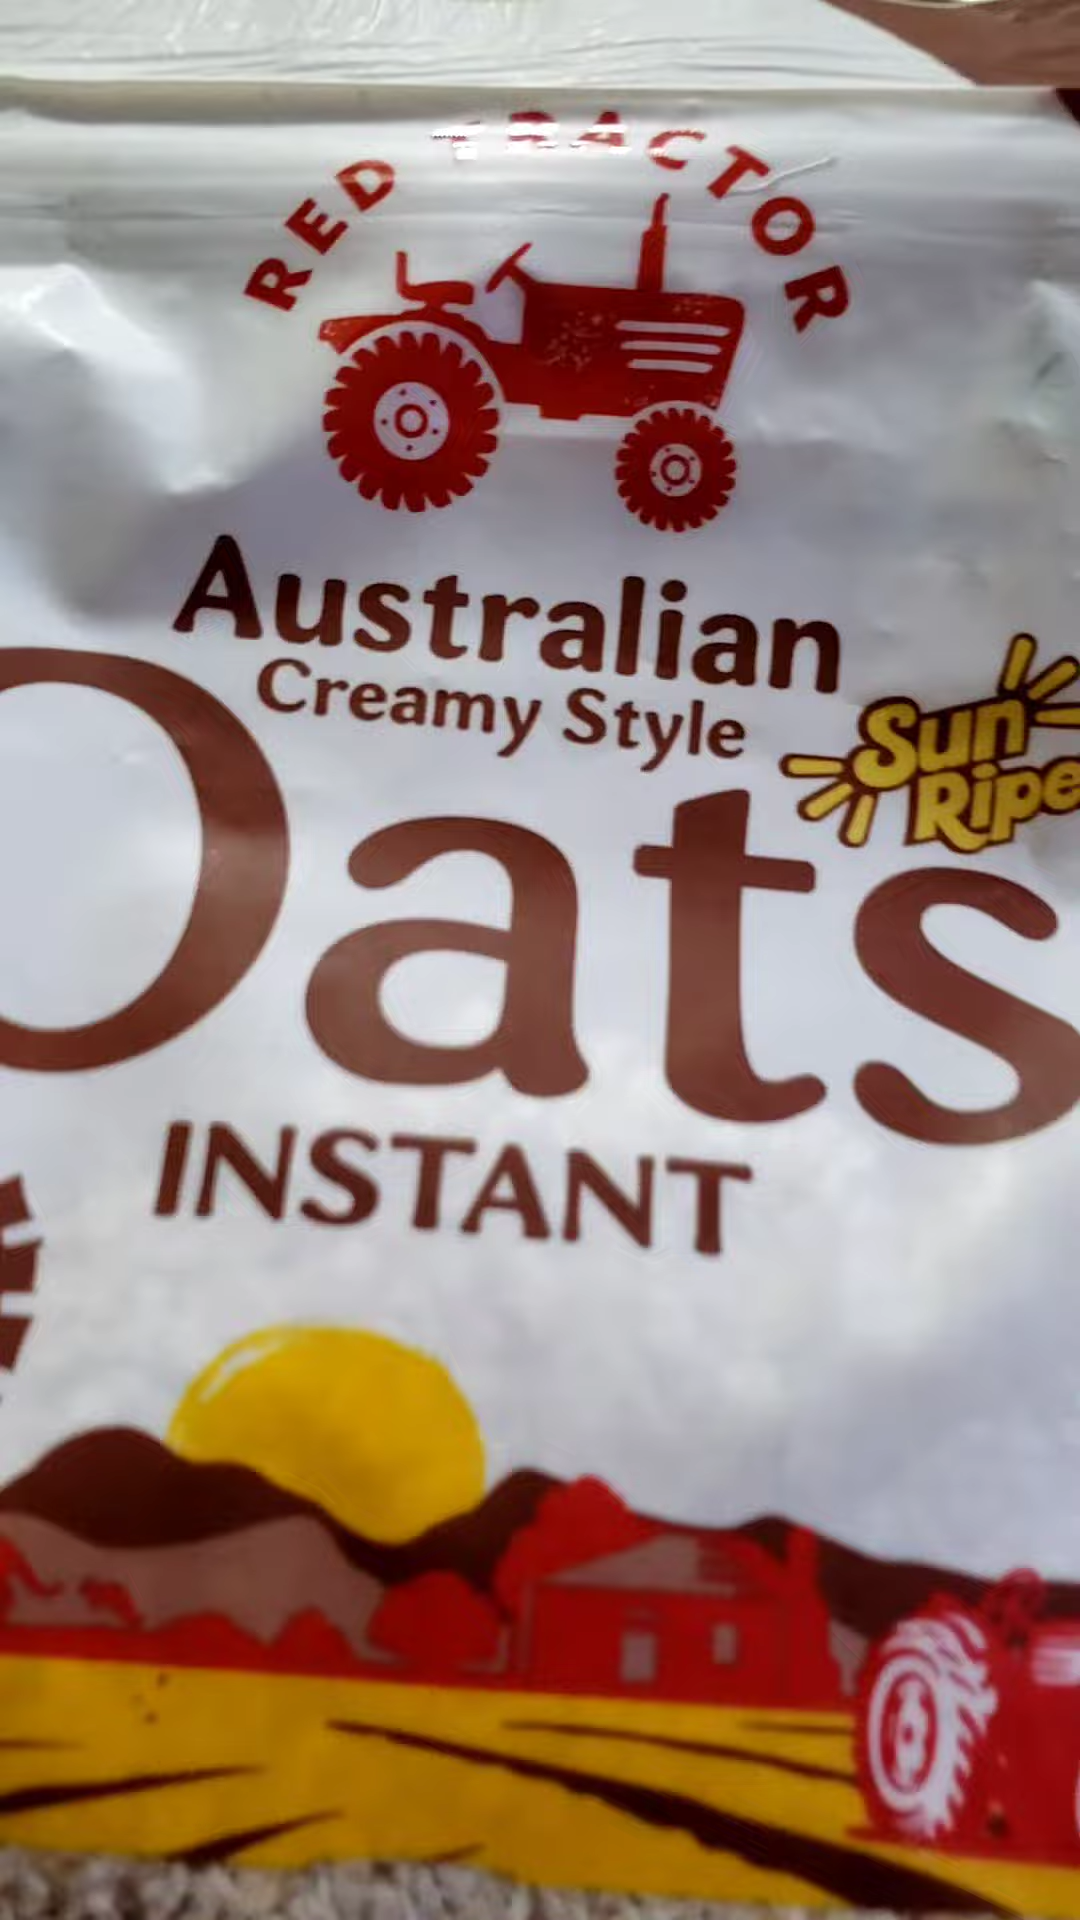 RED TRACTOR
Australian
Creamy Style
Sun
Ripe
Oats
INSTANT